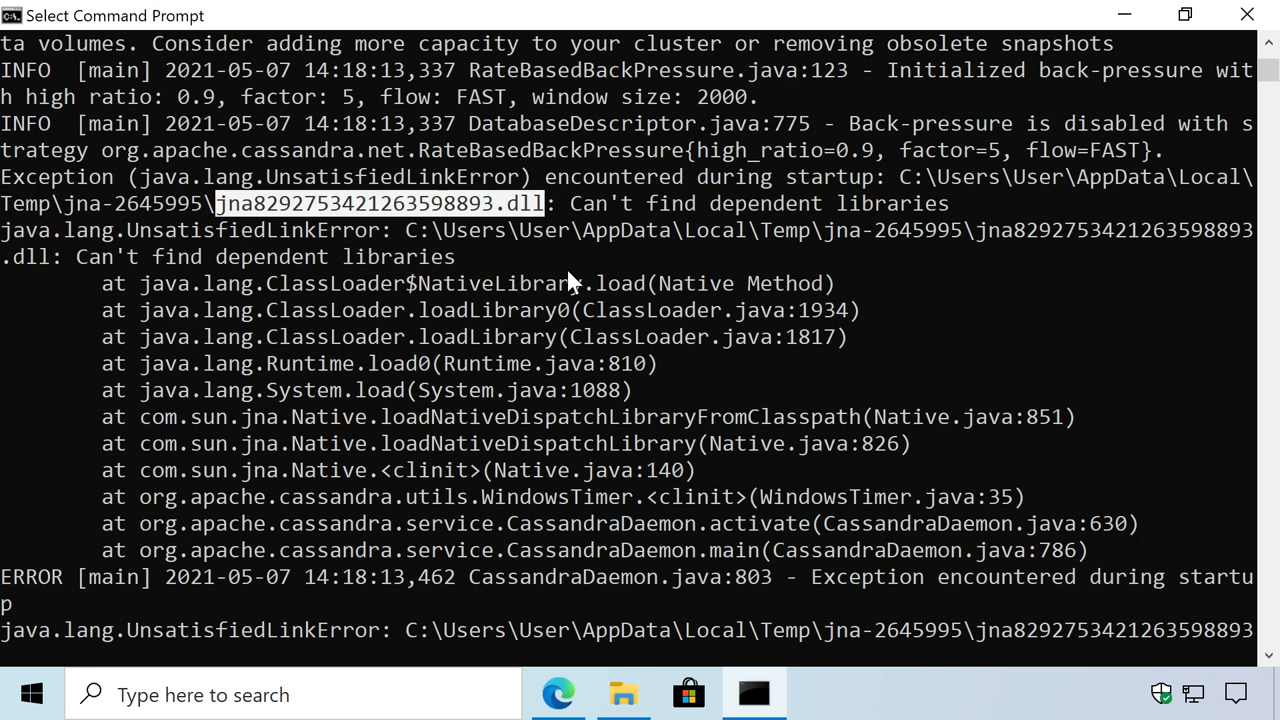 Select Command Prompt
ta volumes. Consider adding more capacity to your cluster or removing obsolete snapshots
INFO  [main] 2021-05-07 14:18:13,337 RateBasedBackPressure.java:123 - Initialized back-pressure wit
h high ratio: 0.9, factor: 5, flow: FAST, window size: 2000.
INFO  [main] 2021-05-07 14:18:13,337 DatabaseDescriptor.java:775 - Back-pressure is disabled with s
trategy org.apache.cassandra.net.RateBasedBackPressure{high_ratio=0.9, factor=5, flow=FAST}.
Exception (java.lang.UnsatisfiedLinkError) encountered during startup: C:\Users\User\AppData\Local\
Temp\jna-2645995\jna8292753421263598893.dll: Can't find dependent libraries
java.lang.UnsatisfiedLinkError: C:\Users\User\AppData\Local\Temp\jna-2645995\jna8292753421263598893
.dll: Can't find dependent libraries
        at java.lang.ClassLoader$NativeLibrary.load(Native Method)
        at java.lang.ClassLoader.loadLibrary0(ClassLoader.java:1934)
        at java.lang.ClassLoader.loadLibrary(ClassLoader.java:1817)
        at java.lang.Runtime.load0(Runtime.java:810)
        at java.lang.System.load(System.java:1088)
        at com.sun.jna.Native.loadNativeDispatchLibraryFromClasspath(Native.java:851)
        at com.sun.jna.Native.loadNativeDispatchLibrary(Native.java:826)
        at com.sun.jna.Native.<clinit>(Native.java:140)
        at org.apache.cassandra.utils.WindowsTimer.<clinit>(WindowsTimer.java:35)
        at org.apache.cassandra.service.CassandraDaemon.activate(CassandraDaemon.java:630)
        at org.apache.cassandra.service.CassandraDaemon.main(CassandraDaemon.java:786)
ERROR [main] 2021-05-07 14:18:13,462 CassandraDaemon.java:803 - Exception encountered during startu
p
java.lang.UnsatisfiedLinkError: C:\Users\User\AppData\Local\Temp\jna-2645995\jna8292753421263598893
Type here to search